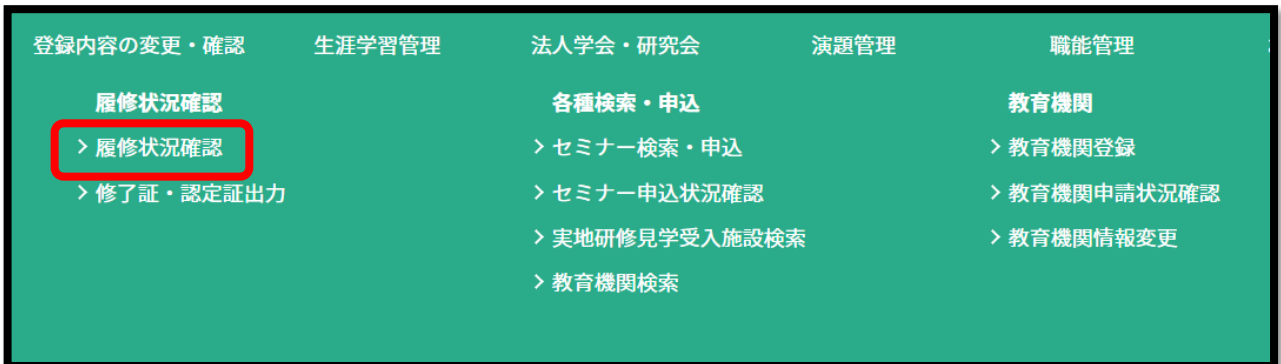 登録内容の変更・確認 生涯学習管理 法人学会・研究会 演題管理 職能管理
履修状況確認
> 履修状況確認
> 修了証・認定証出力
各種検索・申込
> セミナー検索・申込
> セミナー申込状況確認
> 実地研修見学受入施設検索
> 教育機関検索
教育機関
> 教育機関登録
> 教育機関申請状況確認
> 教育機関情報変更